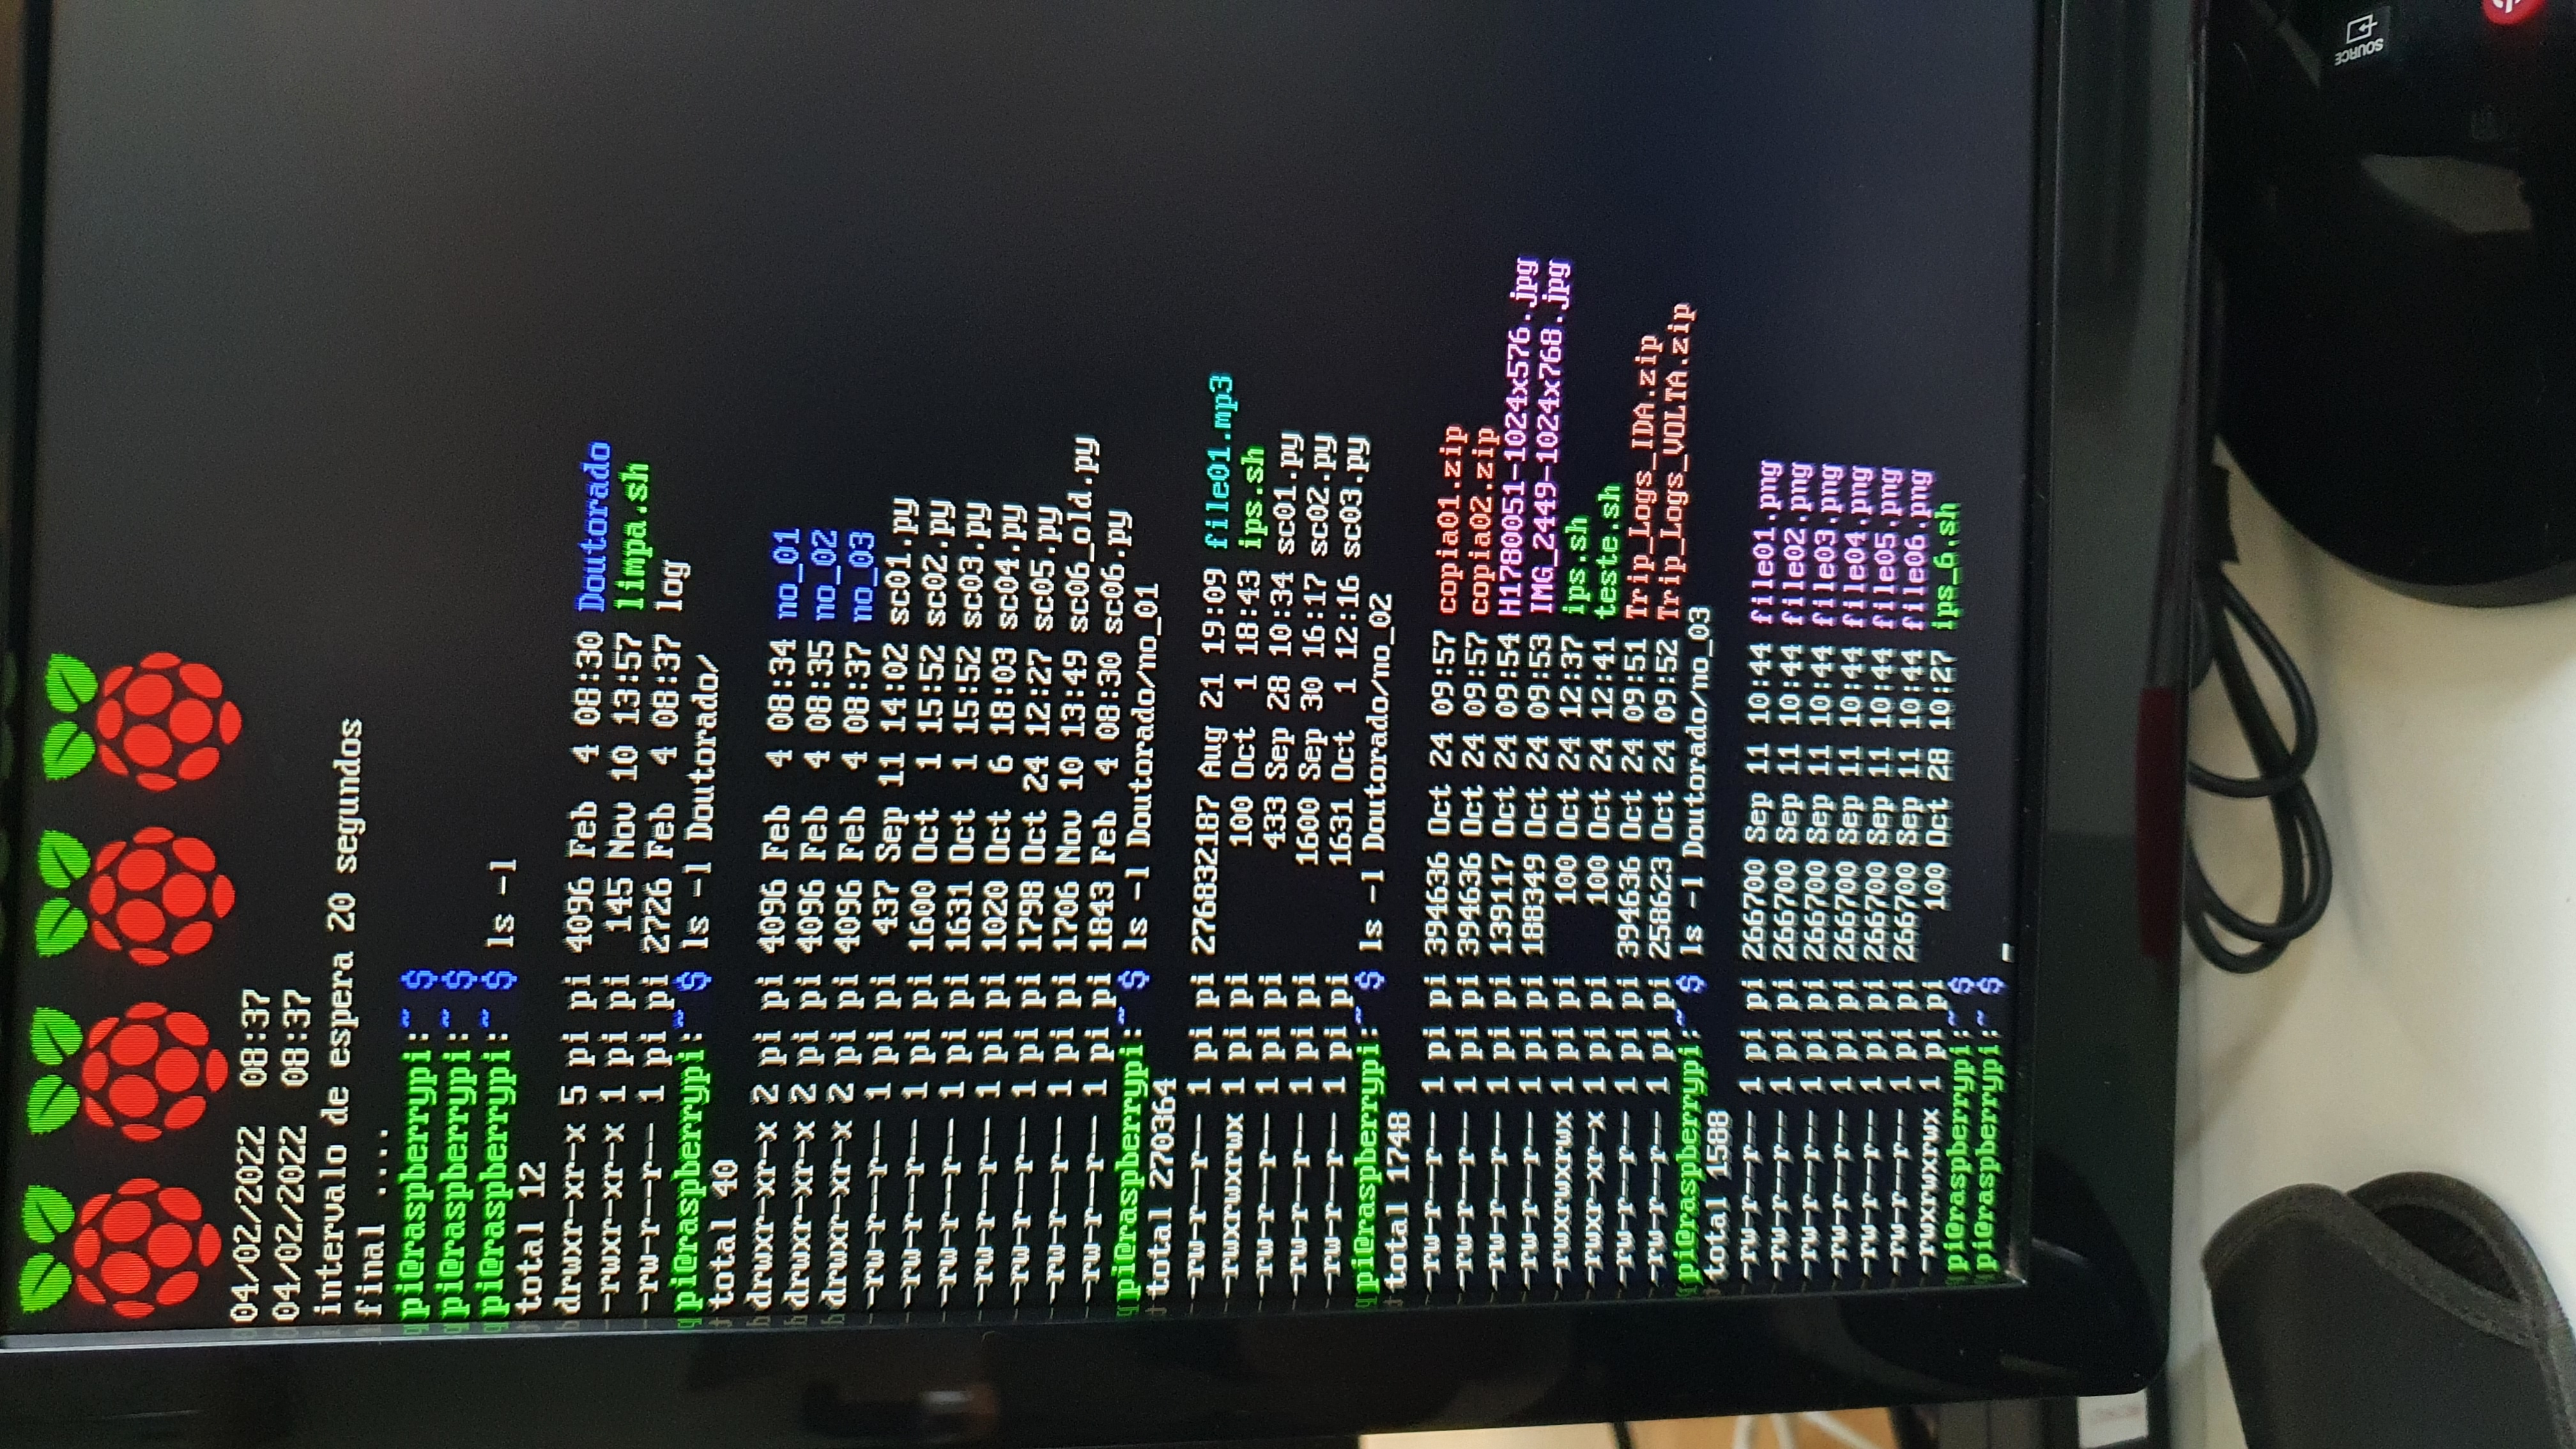 04/02/2022  08:37
04/02/2022  08:37
intervalo de espera 20 segundos
final ....
pi@raspberrypi:~ $
pi@raspberrypi:~ $
pi@raspberrypi:~ $ ls -l
total 12
drwxr-xr-x 5 pi pi 4096 Feb  4 08:30 Doutorado
-rwxr-xr-x 1 pi pi  145 Nov 10 13:57 limpa.sh
-rw-r--r-- 1 pi pi 2726 Feb  4 08:37 log
pi@raspberrypi:~ $ ls -l Doutorado/
total 40
drwxr-xr-x 2 pi pi 4096 Feb  4 08:34 no_01
drwxr-xr-x 2 pi pi 4096 Feb  4 08:35 no_02
drwxr-xr-x 2 pi pi 4096 Feb  4 08:37 no_03
-rw-r--r-- 1 pi pi  437 Sep 11 14:02 sc01.py
-rw-r--r-- 1 pi pi 1600 Oct  1 15:52 sc02.py
-rw-r--r-- 1 pi pi 1631 Oct  1 15:52 sc03.py
-rw-r--r-- 1 pi pi 1020 Oct  6 18:03 sc04.py
-rw-r--r-- 1 pi pi 1798 Oct 24 12:27 sc05.py
-rw-r--r-- 1 pi pi 1706 Nov 10 13:49 sc06_old.py
-rw-r--r-- 1 pi pi 1843 Feb  4 08:30 sc06.py
pi@raspberrypi:~ $ ls -l Doutorado/no_01
total 270364
-rw-r--r-- 1 pi pi 276832187 Aug 21 19:09 file01.mp3
-rwxrwxrwx 1 pi pi       100 Oct  1 18:43 ips.sh
-rw-r--r-- 1 pi pi       433 Sep 28 10:34 sc01.py
-rw-r--r-- 1 pi pi      1600 Sep 30 16:17 sc02.py
-rw-r--r-- 1 pi pi      1631 Oct  1 12:16 sc03.py
pi@raspberrypi:~ $ ls -l Doutorado/no_02
total 1748
-rw-r--r-- 1 pi pi 394636 Oct 24 09:57 copia01.zip
-rw-r--r-- 1 pi pi 394636 Oct 24 09:57 copia02.zip
-rw-r--r-- 1 pi pi 139117 Oct 24 09:54 H1780051-1024x576.jpg
-rw-r--r-- 1 pi pi 188349 Oct 24 09:53 IMG_2449-1024x768.jpg
-rwxrwxrwx 1 pi pi    100 Oct 24 12:37 ips.sh
-rwxr-xr-x 1 pi pi    100 Oct 24 12:41 teste.sh
-rw-r--r-- 1 pi pi 394636 Oct 24 09:51 Trip_Logs_IDA.zip
-rw-r--r-- 1 pi pi 258623 Oct 24 09:52 Trip_Logs_VOLTA.zip
pi@raspberrypi:~ $ ls -l Doutorado/no_03
total 1588
-rw-r--r-- 1 pi pi 266700 Sep 11 10:44 file01.png
-rw-r--r-- 1 pi pi 266700 Sep 11 10:44 file02.png
-rw-r--r-- 1 pi pi 266700 Sep 11 10:44 file03.png
-rw-r--r-- 1 pi pi 266700 Sep 11 10:44 file04.png
-rw-r--r-- 1 pi pi 266700 Sep 11 10:44 file05.png
-rw-r--r-- 1 pi pi 266700 Sep 11 10:44 file06.png
-rwxrwxrwx 1 pi pi    100 Oct 28 10:27 ips_6.sh
pi@raspberrypi:~ $
pi@raspberrypi:~ $ _
SOURCE